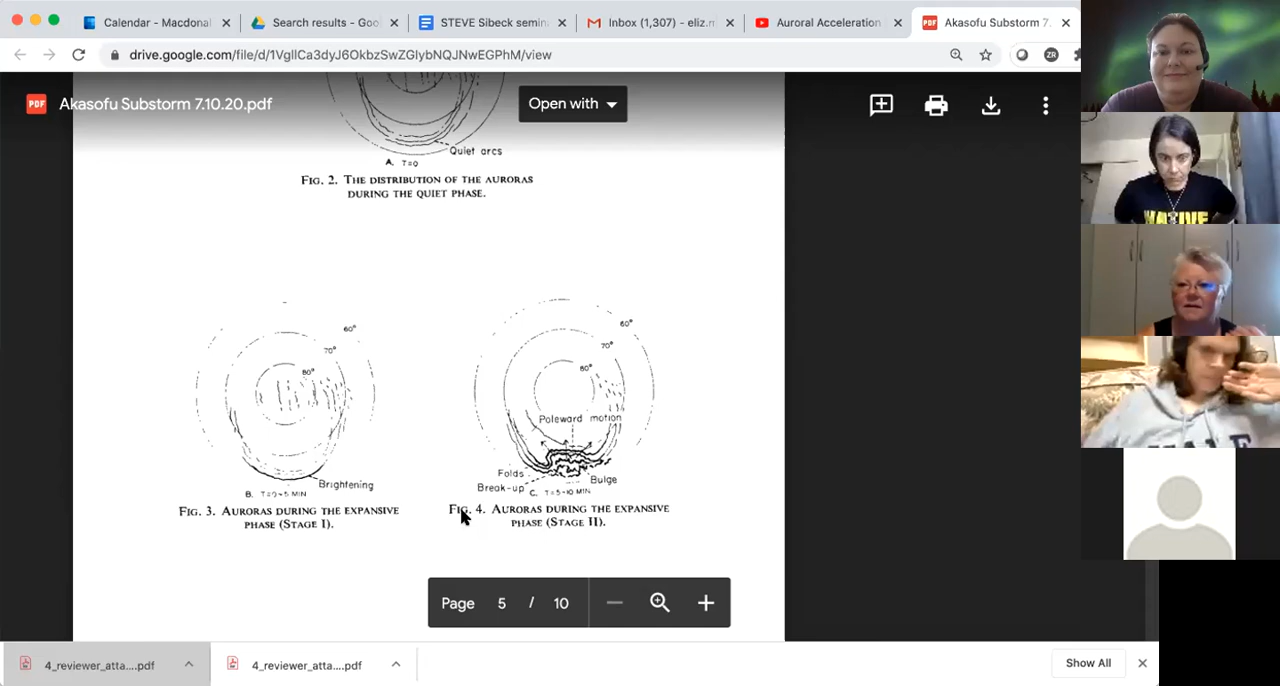 Calendar - Macdonal
Search results - Goo
STEVE Sibeck semin
Inbox (1,307) - eliz.m
Auroral Acceleration
Akasofu Substorm 7.
drive.google.com/file/d/1VgllCa3dyJ6OkbzSwZGlybNQJNwEGPhM/view
ZR
PDF
Akasofu Substorm 7.10.20.pdf
Open with
Quiet arcs
A. T=0
FIG. 2. THE DISTRIBUTION OF THE AURORAS
DURING THE QUIET PHASE.
60°
70°
80°
Brightening
B. T=0-5 MIN
FIG. 3. AURORAS DURING THE EXPANSIVE
PHASE (STAGE I).
60°
70°
80°
Poleward motion
Folds
Break-up
Bulge
C. T=5-10 MIN
FIG. 4. AURORAS DURING THE EXPANSIVE
PHASE (STAGE II).
Page 5 / 10
4_reviewer_atta....pdf
4_reviewer_atta....pdf
Show All